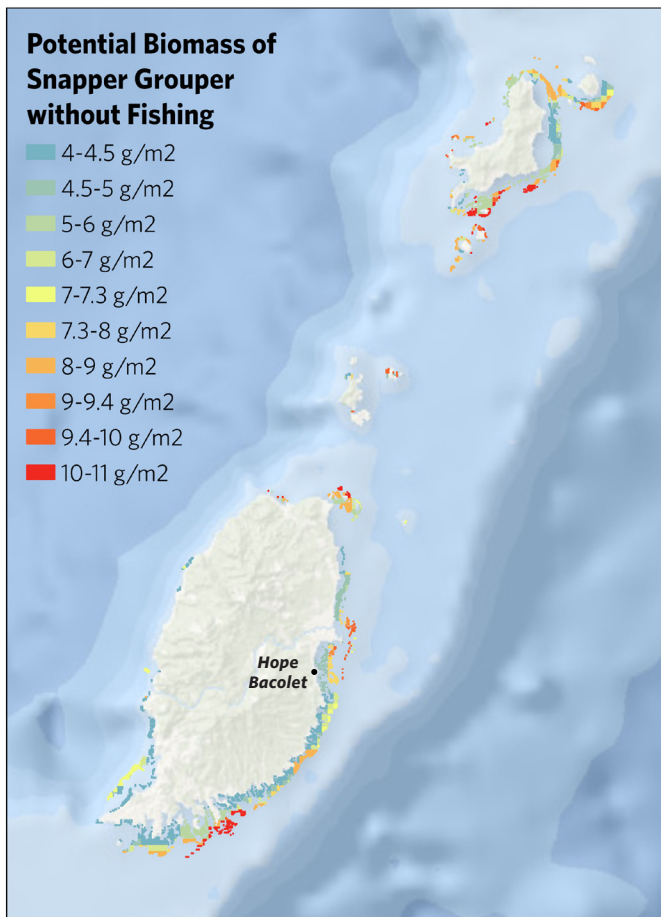 Potential Biomass of
Snapper Grouper
without Fishing
4-4.5 g/m2
4.5-5 g/m2
5-6 g/m2
6-7 g/m2
7-7.3 g/m2
7.3-8 g/m2
8-9 g/m2
9-9.4 g/m2
9.4-10 g/m2
10-11 g/m2
Hope
Bacolet